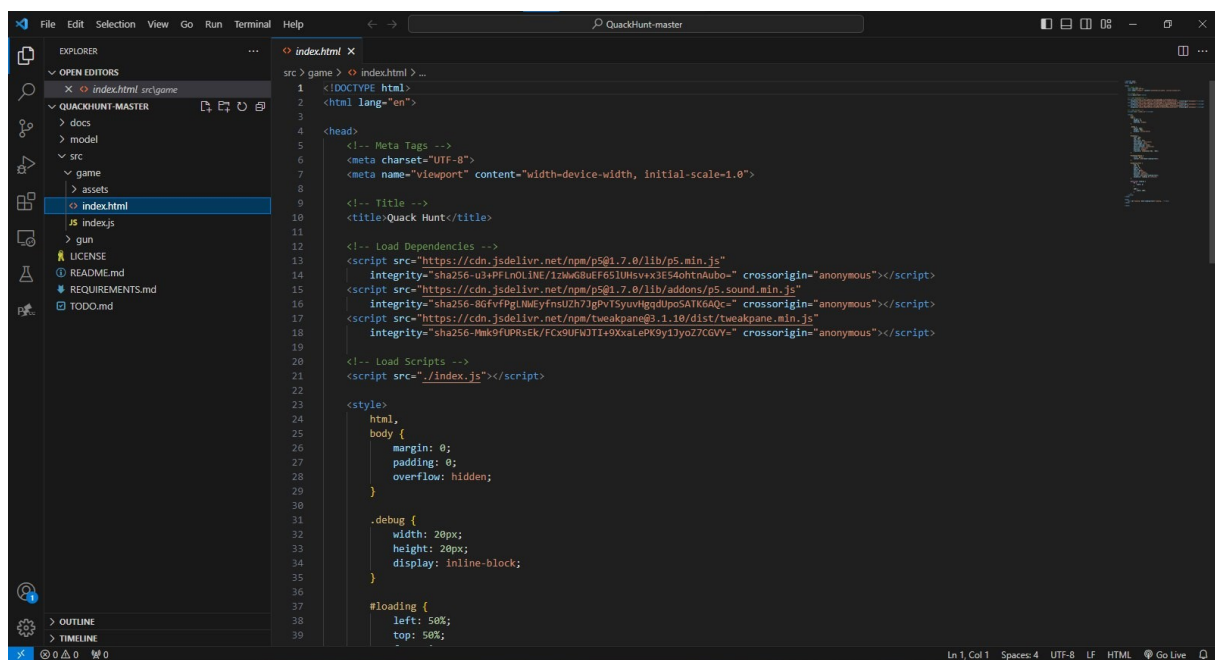 File Edit Selection View Go Run Terminal Help
QuackHunt-master
EXPLORER
OPEN EDITORS
index.html src\game
QUACKHUNT-MASTER
docs
model
src
game
assets
index.html
JS index.js
gun
LICENSE
README.md
REQUIREMENTS.md
TODO.md
OUTLINE
TIMELINE
index.html
src > game > index.html > ...
1 <!DOCTYPE html>
2 <html lang="en">
3
4 <head>
5 <!-- Meta Tags -->
6 <meta charset="UTF-8">
7 <meta name="viewport" content="width=device-width, initial-scale=1.0">
8
9 <!-- Title -->
10 <title>Quack Hunt</title>
11
12 <!-- Load Dependencies -->
13 <script src="https://cdn.jsdelivr.net/npm/p5@1.7.0/lib/p5.min.js"
14 integrity="sha256-u3+PFLnOLiNE/1zWwG8uEF65lUHsv+x3E54ohtnAubo=" crossorigin="anonymous"></script>
15 <script src="https://cdn.jsdelivr.net/npm/p5@1.7.0/lib/addons/p5.sound.min.js"
16 integrity="sha256-8GfvfPgLNWEyfnsUZh7JgPvTSyuvHgqdUpoSATK6AQc=" crossorigin="anonymous"></script>
17 <script src="https://cdn.jsdelivr.net/npm/tweakpane@3.1.10/dist/tweakpane.min.js"
18 integrity="sha256-Mmk9fUPRsEk/FCx9UFWJTI+9XxaLePK9y1JyoZ7CGVY=" crossorigin="anonymous"></script>
19
20 <!-- Load Scripts -->
21 <script src="./index.js"></script>
22
23 <style>
24 html,
25 body {
26 margin: 0;
27 padding: 0;
28 overflow: hidden;
29 }
30
31 .debug {
32 width: 20px;
33 height: 20px;
34 display: inline-block;
35 }
36
37 #loading {
38 left: 50%;
39 top: 50%;
0 0 0 Ln 1, Col 1 Spaces: 4 UTF-8 LF HTML Go Live